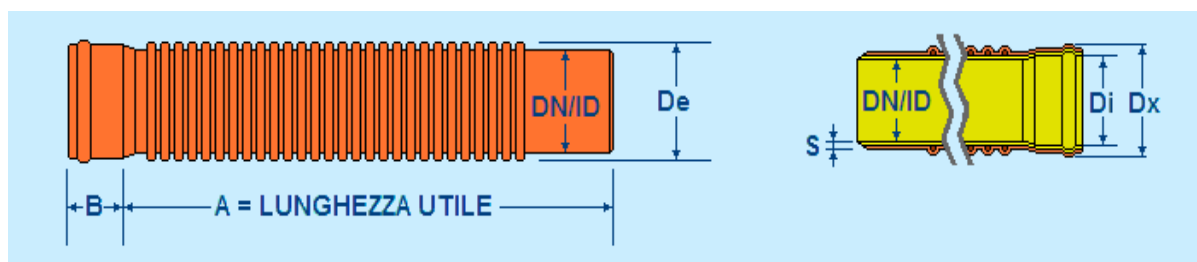 DN/ID
De
B
A = LUNGHEZZA UTILE
DN/ID
S
Di
Dx